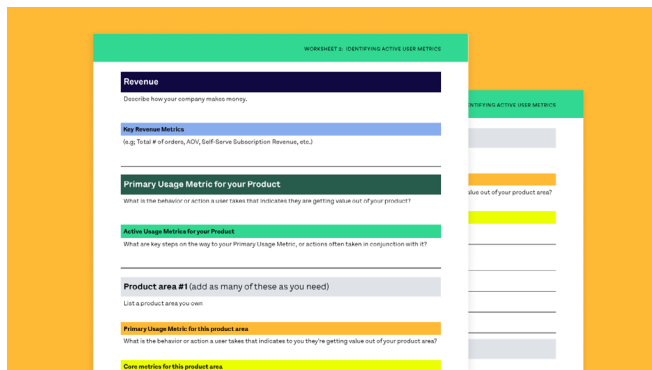 WORKSHEET 2: IDENTIFYING ACTIVE USER METRICS
Revenue
Describe how your company makes money.
Key Revenue Metrics
(e.g; Total # of orders, AOV, Self-Serve Subscription Revenue, etc.)
Primary Usage Metric for your Product
What is the behavior or action a user takes that indicates they are getting value out of your product?
Active Usage Metrics for your Product
What are key steps on the way to your Primary Usage Metric, or actions often taken in conjunction with it?
Product area #1 (add as many of these as you need)
List a product area you own
Primary Usage Metric for this product area
What is the behavior or action a user takes that indicates to you they're getting value out of your product area?
Core metrics for this product area
ENTIFYING ACTIVE USER METRICS
alue out of your product area?